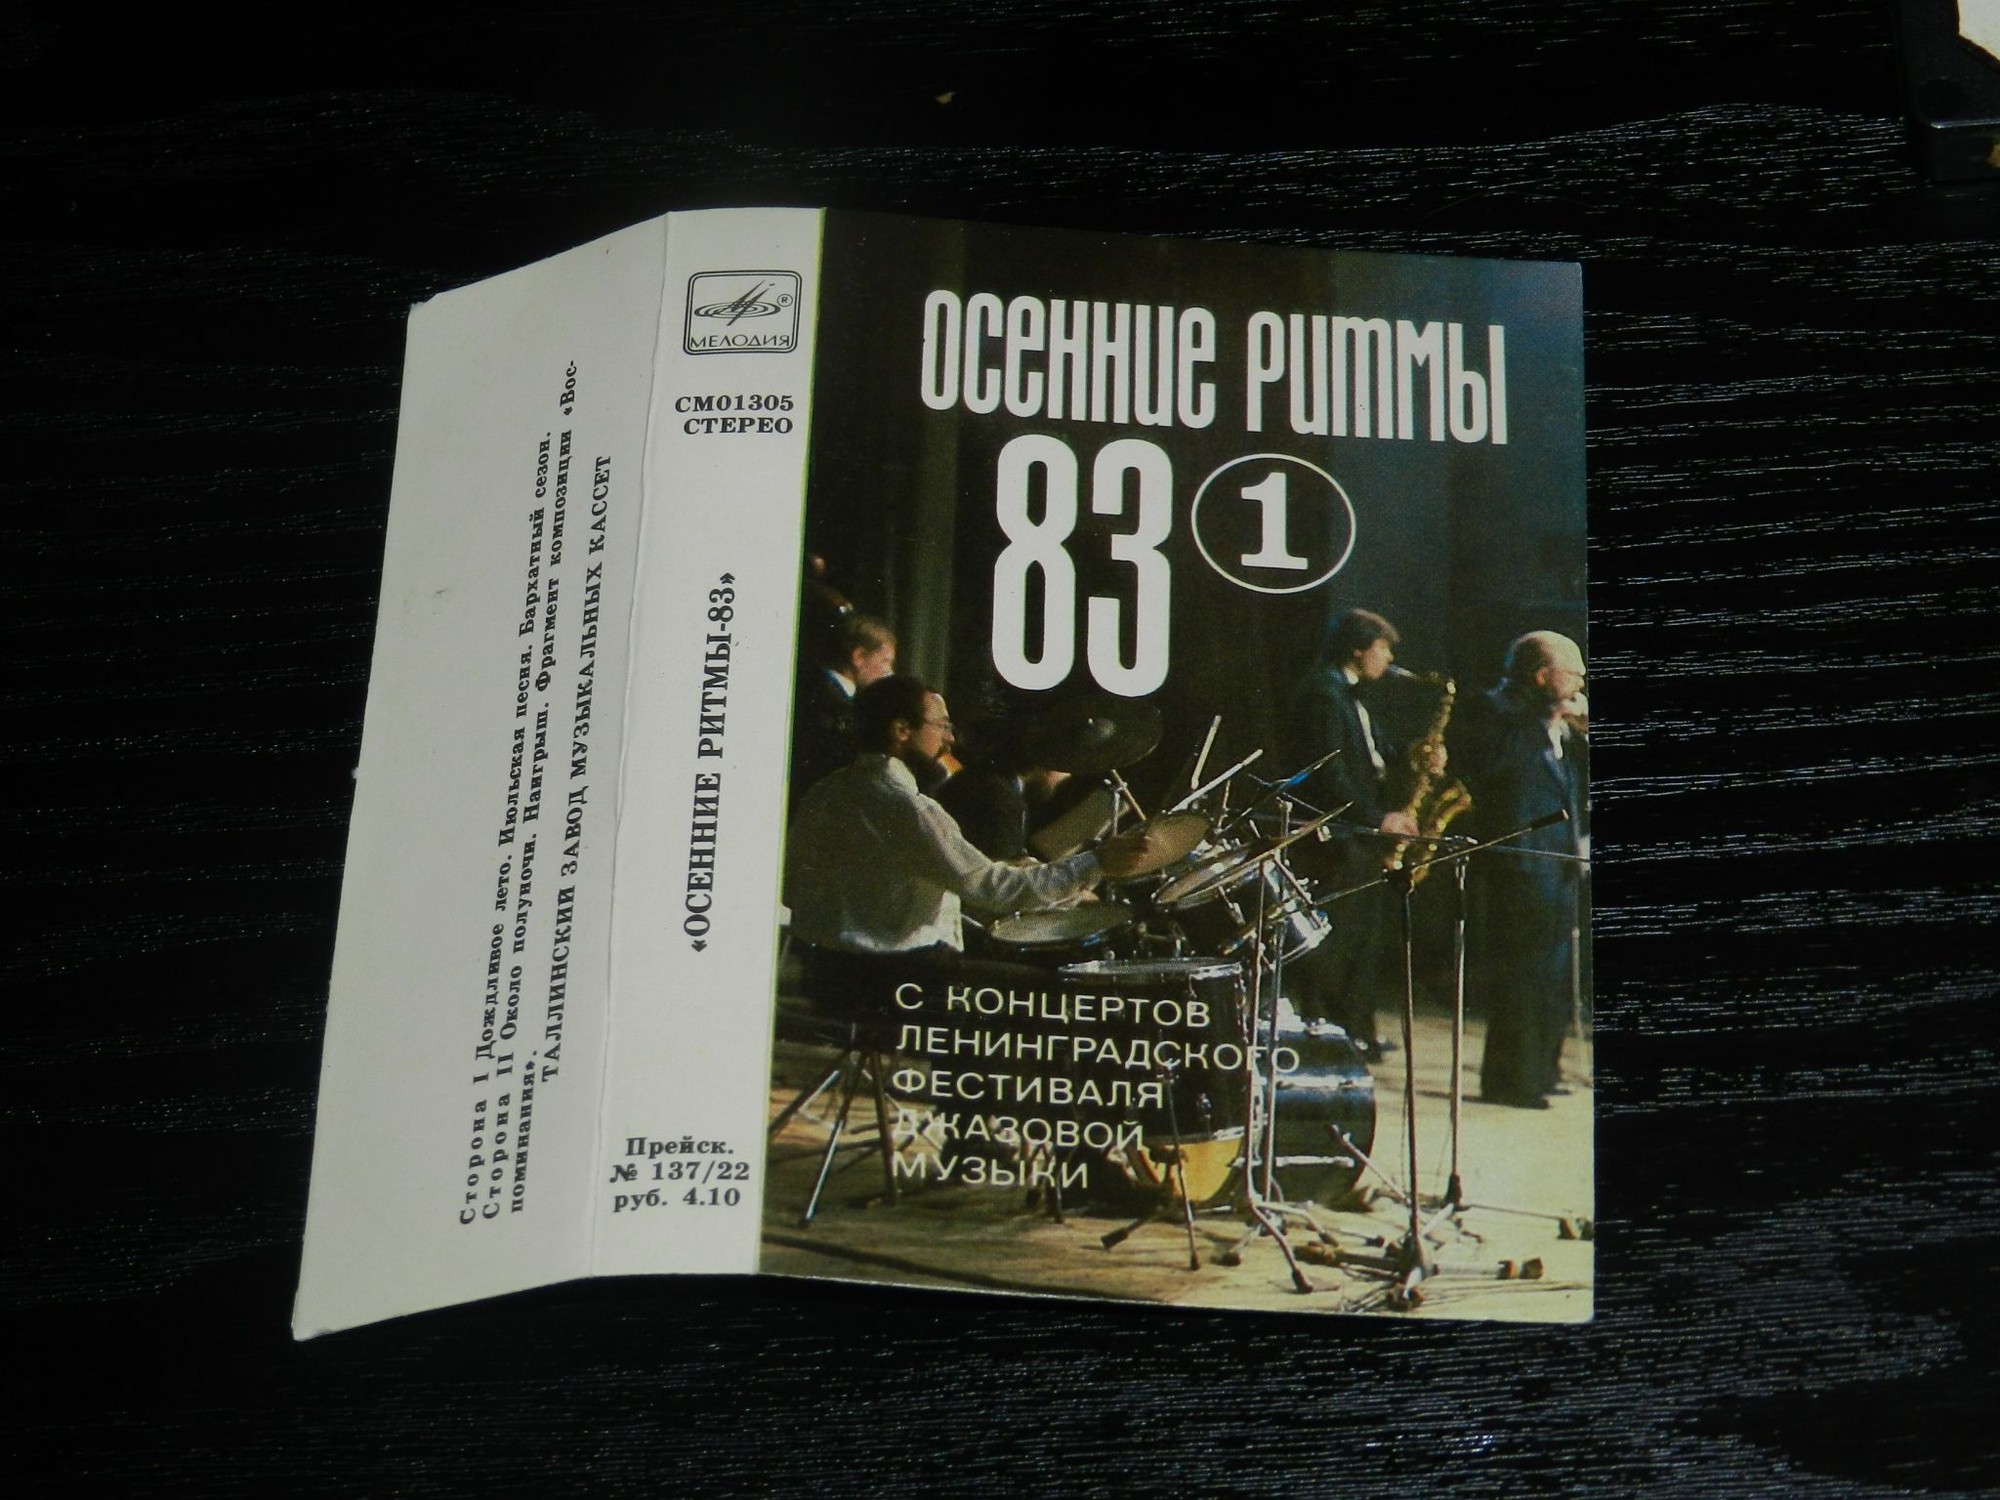 Сторона I Дождливое лето. Июльская песня. Бархатный сезон.
Сторона II Около полуночи. Наигрыш. Фрагмент композиции «Вос-
поминания».
ТАЛЛИНСКИЙ ЗАВОД МУЗЫКАЛЬНЫХ КАССЕТ
МЕЛОДИЯ ®
СМ01305
СТЕРЕО
«ОСЕННИЕ РИТМЫ-83»
Прейск.
№ 137/22
руб. 4.10
ОСЕННИЕ РИТМЫ
83 1
С КОНЦЕРТОВ
ЛЕНИНГРАДСКОГО
ФЕСТИВАЛЯ
ДЖАЗОВОЙ
МУЗЫКИ